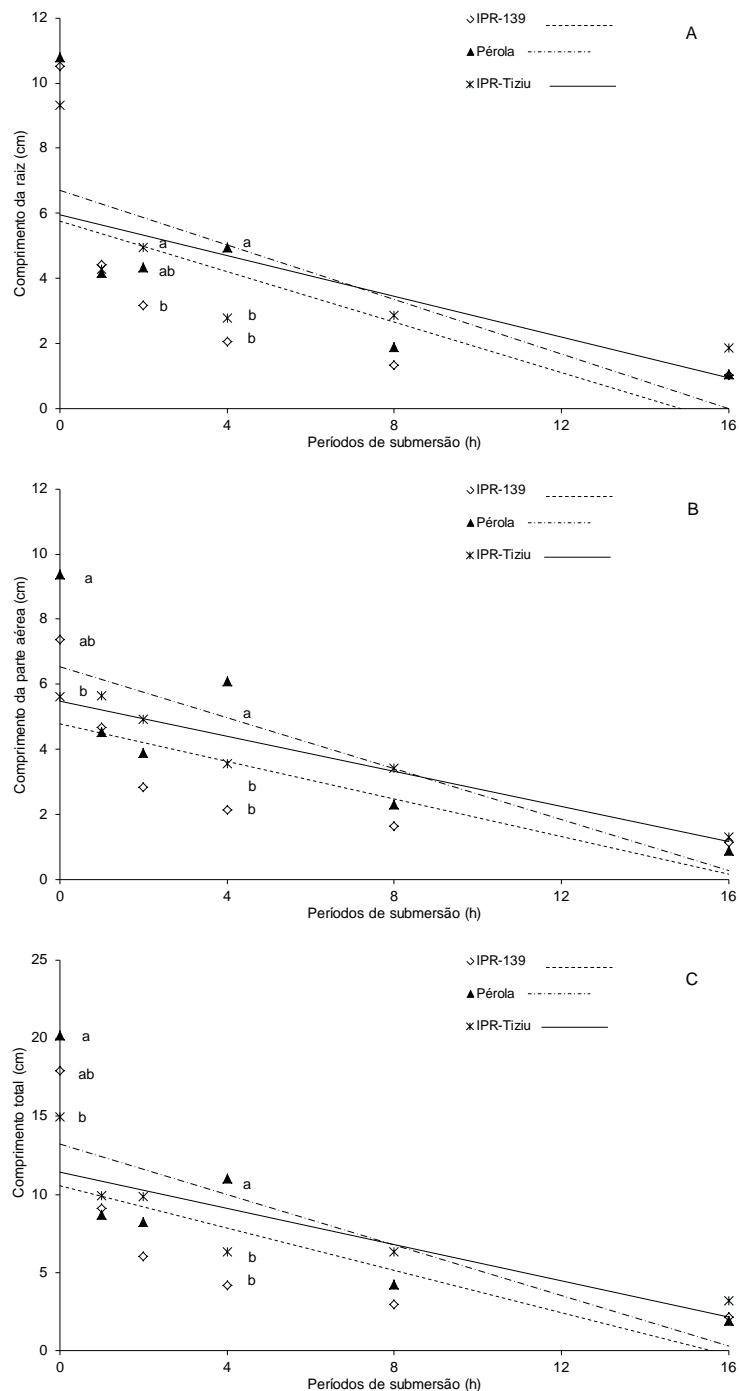 12
10
8
6
4
2
0
Comprimento da raiz (cm)
IPR-139
Pérola
IPR-Tiziu
A
a
ab
b
a
b
b
0
4
8
12
16
Períodos de submersão (h)
12
10
8
6
4
2
0
Comprimento da parte aérea (cm)
IPR-139
Pérola
IPR-Tiziu
B
a
ab
b
a
b
b
0
4
8
12
16
Períodos de submersão (h)
25
20
15
10
5
0
Comprimento total (cm)
IPR-139
Pérola
IPR-Tiziu
C
a
ab
b
a
b
b
0
4
8
12
16
Períodos de submersão (h)